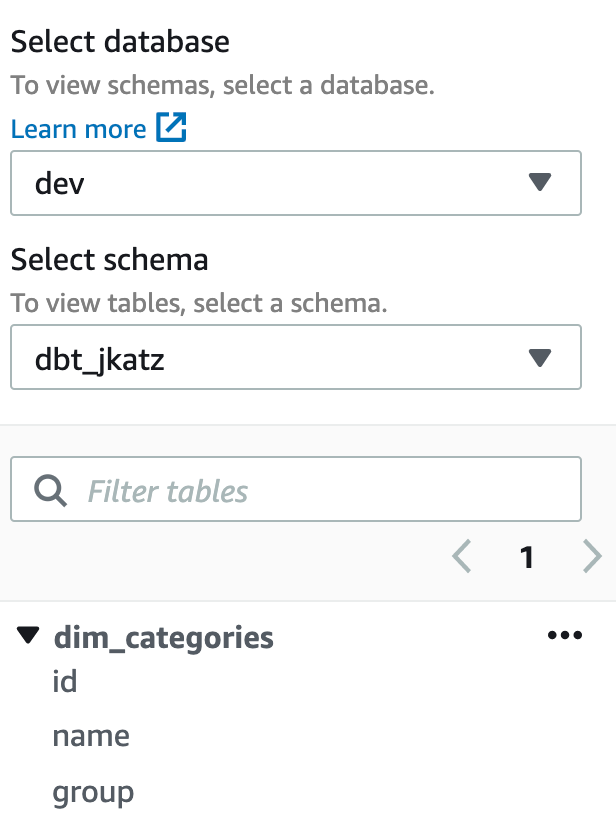 Select database
To view schemas, select a database.
Learn more
dev
Select schema
To view tables, select a schema.
dbt_jkatz
Filter tables
1
dim_categories
id
name
group